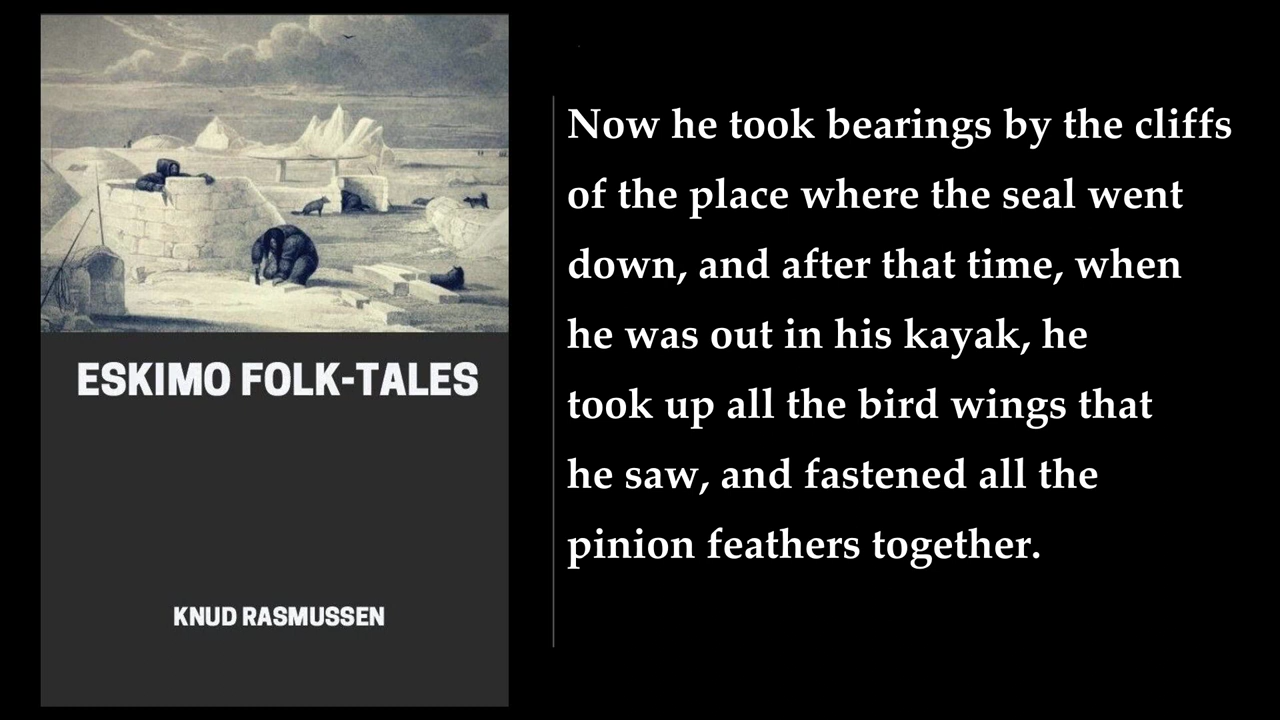 ESKIMO FOLK-TALES
KNUD RASMUSSEN
Now he took bearings by the cliffs
of the place where the seal went
down, and after that time, when
he was out in his kayak, he
took up all the bird wings that
he saw, and fastened all the
pinion feathers together.